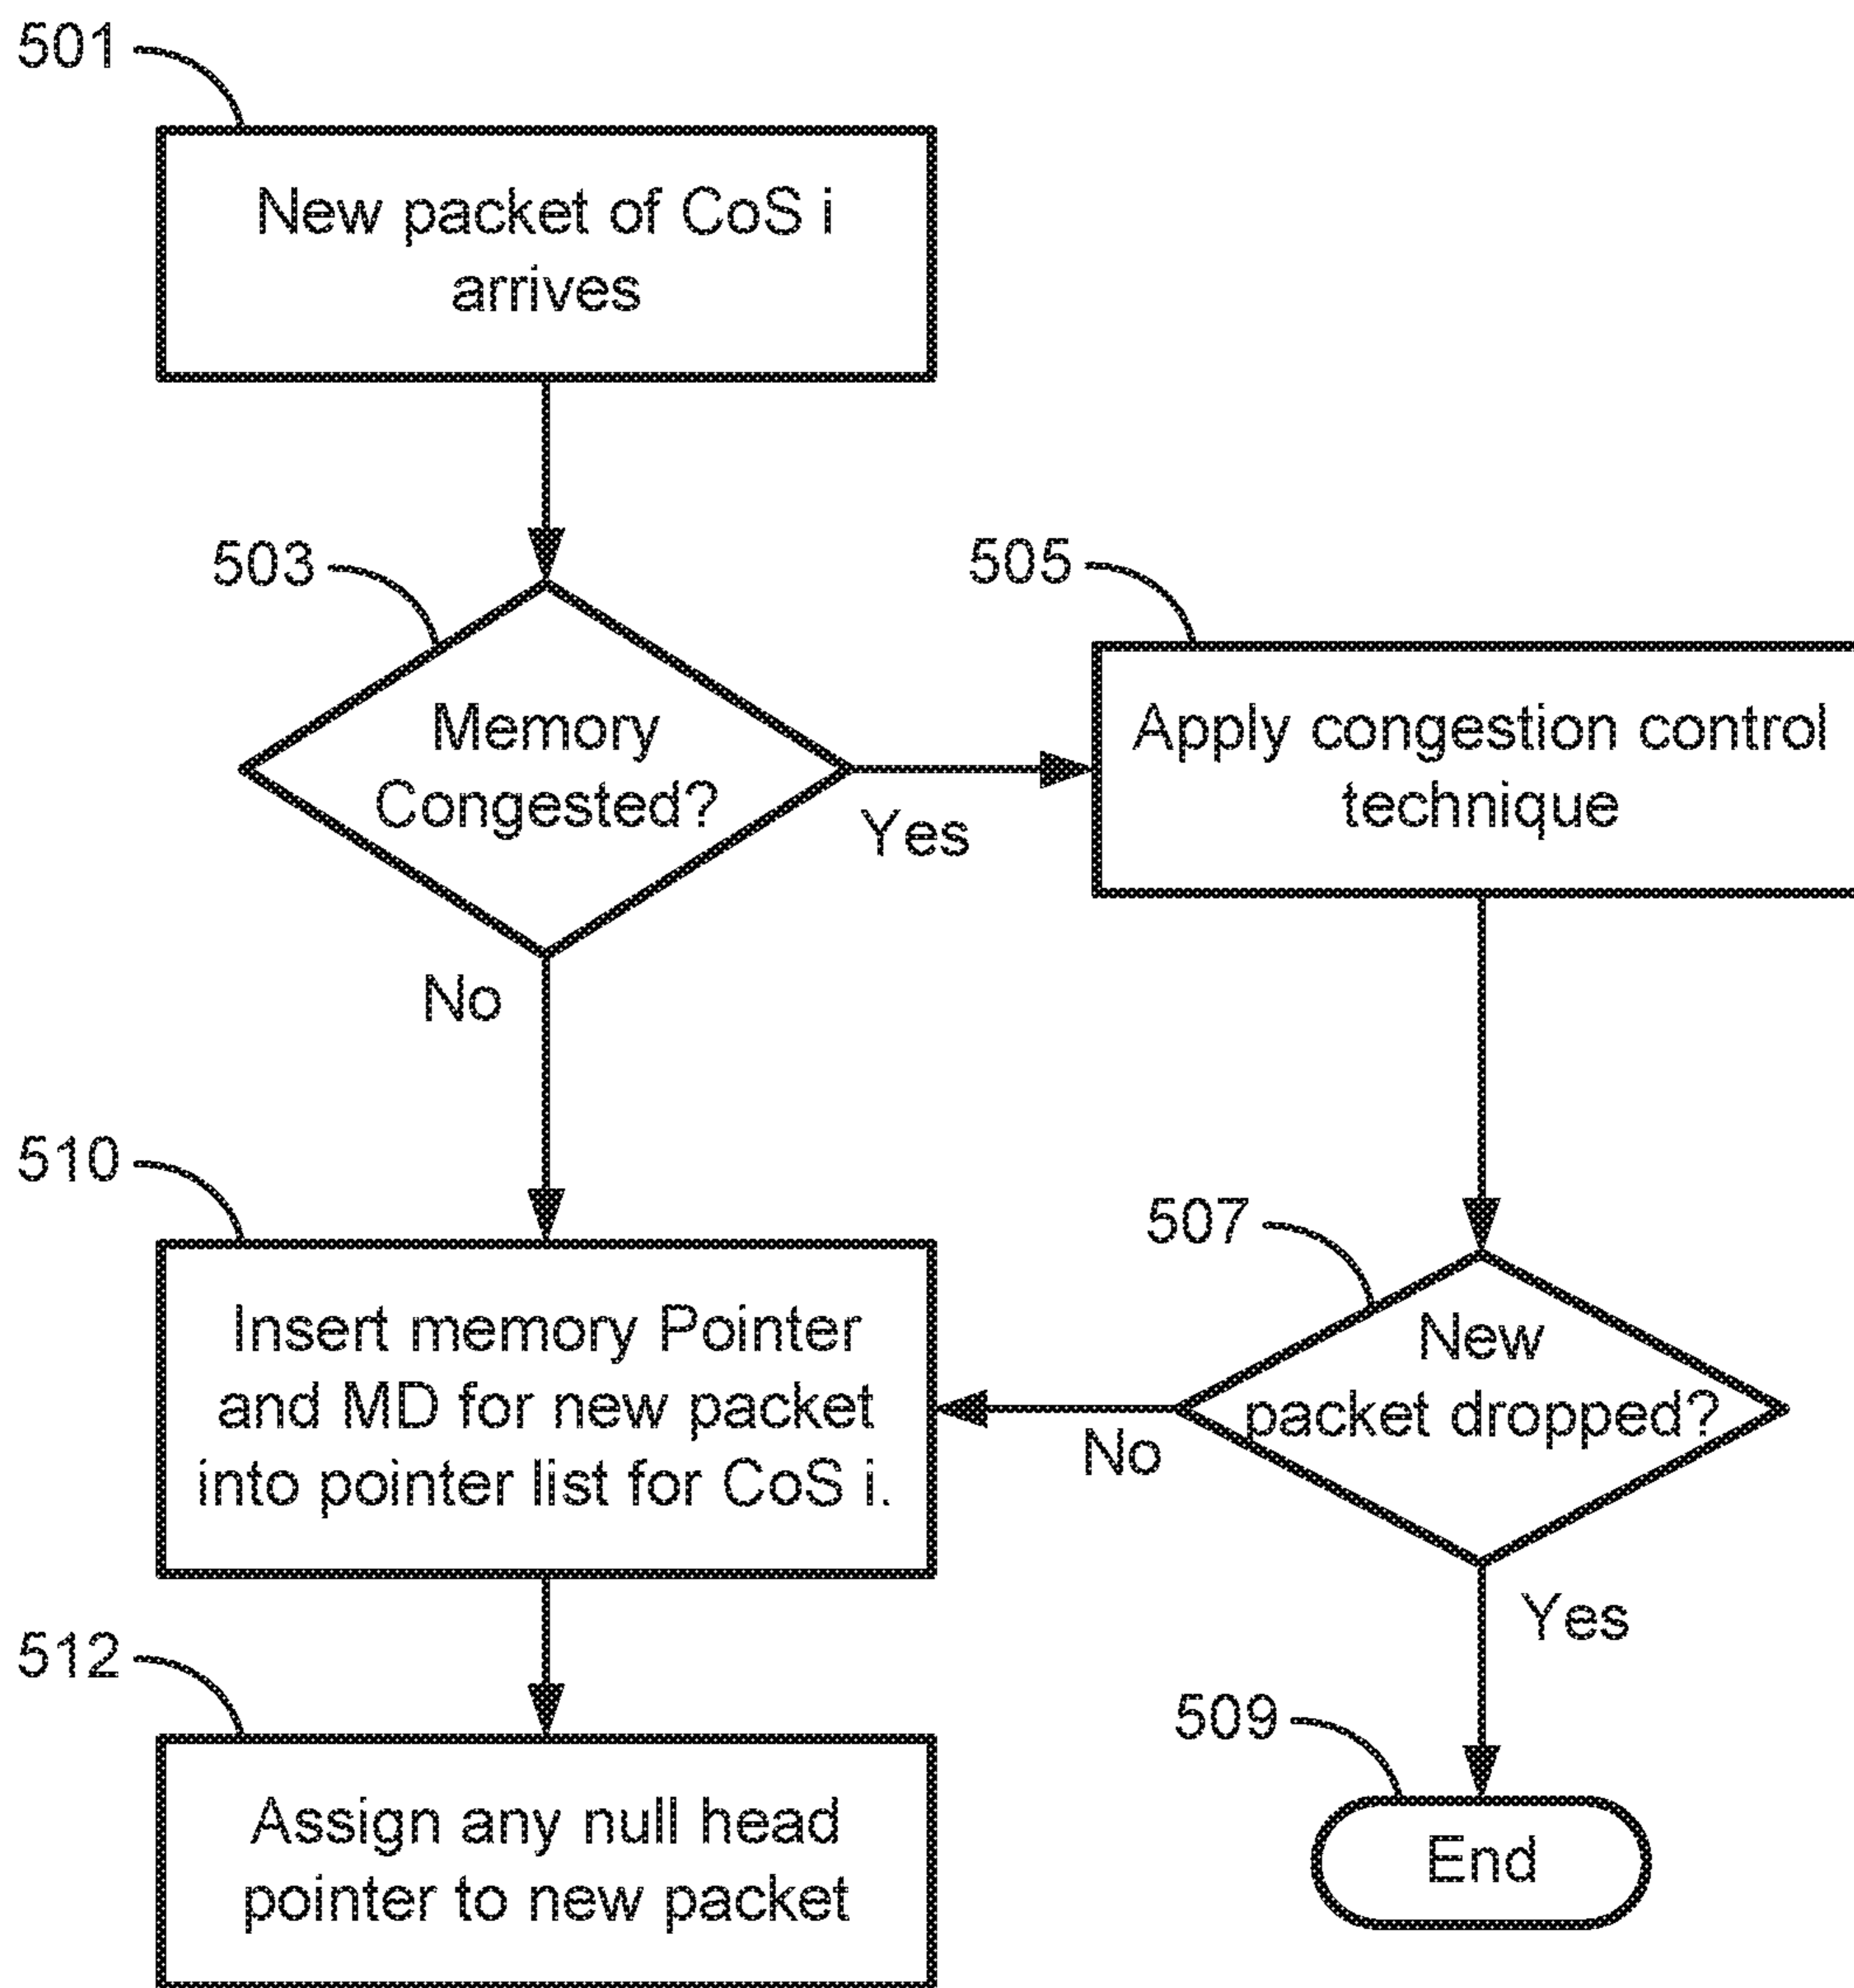 501
New packet of CoS i
arrives
503
Memory
Congested?
Yes
No
505
Apply congestion control
technique
507
New
packet dropped?
No
Yes
509
End
510
Insert memory Pointer
and MD for new packet
into pointer list for CoS i.
512
Assign any null head
pointer to new packet